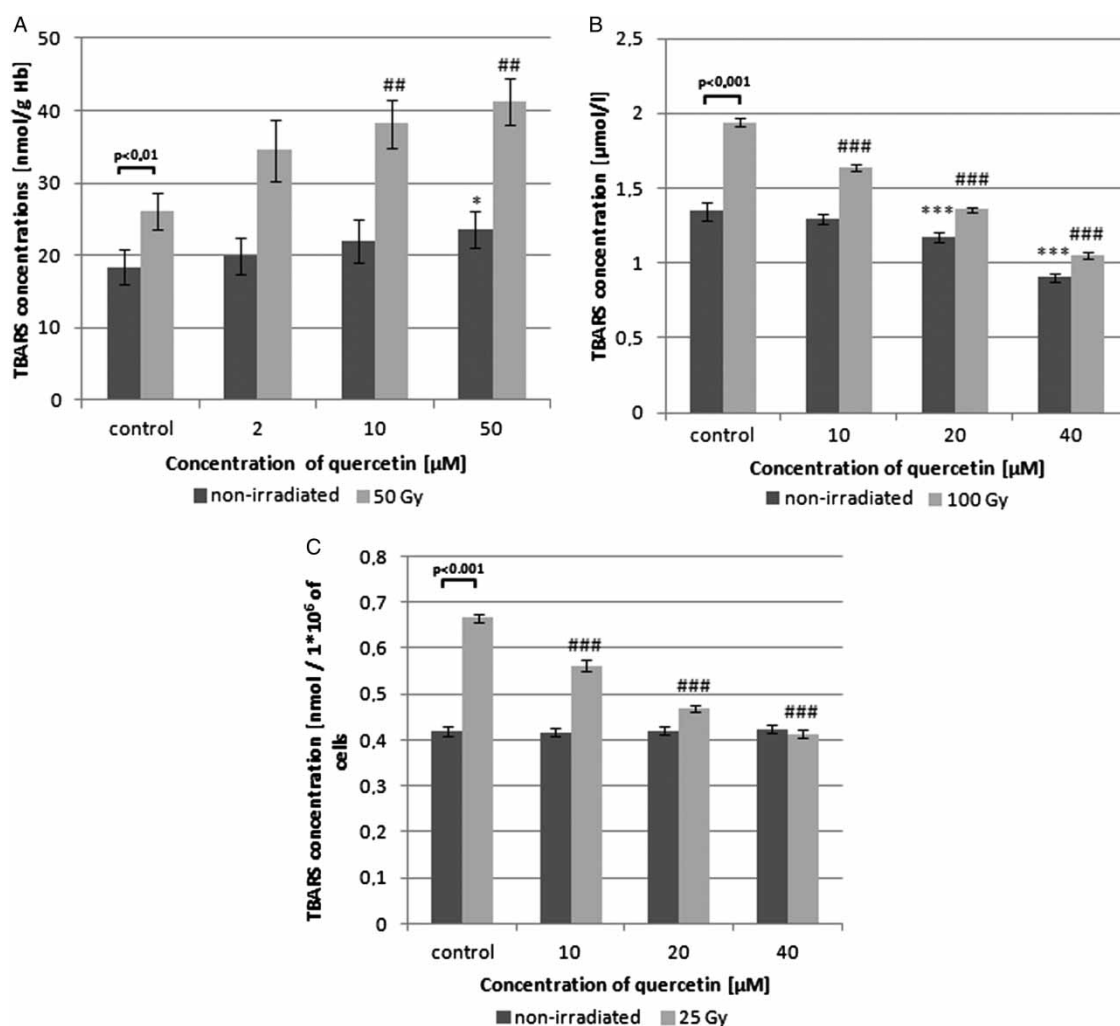 A
TBARS concentrations [nmol/g Hb]
50
40
30
20
10
0
p<0.01
##
##
*
control 2 10 50
Concentration of quercetin [µM]
non-irradiated 50 Gy
B
TBARS concentration [µmol/l]
2,5
2
1,5
1
0,5
0
p<0.001
###
###
***
###
***
control 10 20 40
Concentration of quercetin [µM]
non-irradiated 100 Gy
C
TBARS concentration [nmol / 1*10⁶ of
cells
0,8
0,7
0,6
0,5
0,4
0,3
0,2
0,1
0
p<0.001
###
###
###
control 10 20 40
Concentration of quercetin [µM]
non-irradiated 25 Gy